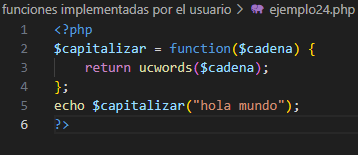 funciones implementadas por el usuario > ejemplo24.php
1 <?php
2 $capitalizar = function($cadena) {
3     return ucwords($cadena);
4 };
5 echo $capitalizar("hola mundo");
6 ?>